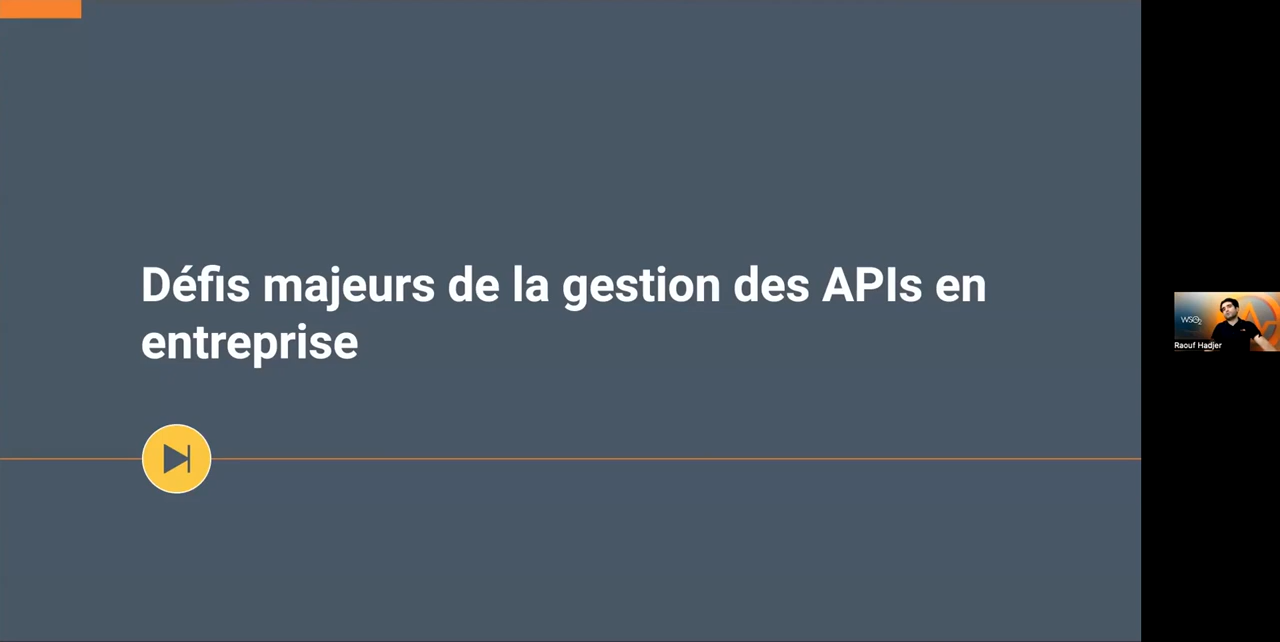 Défis majeurs de la gestion des APIs en
entreprise
WSO2
Raouf Hadjer